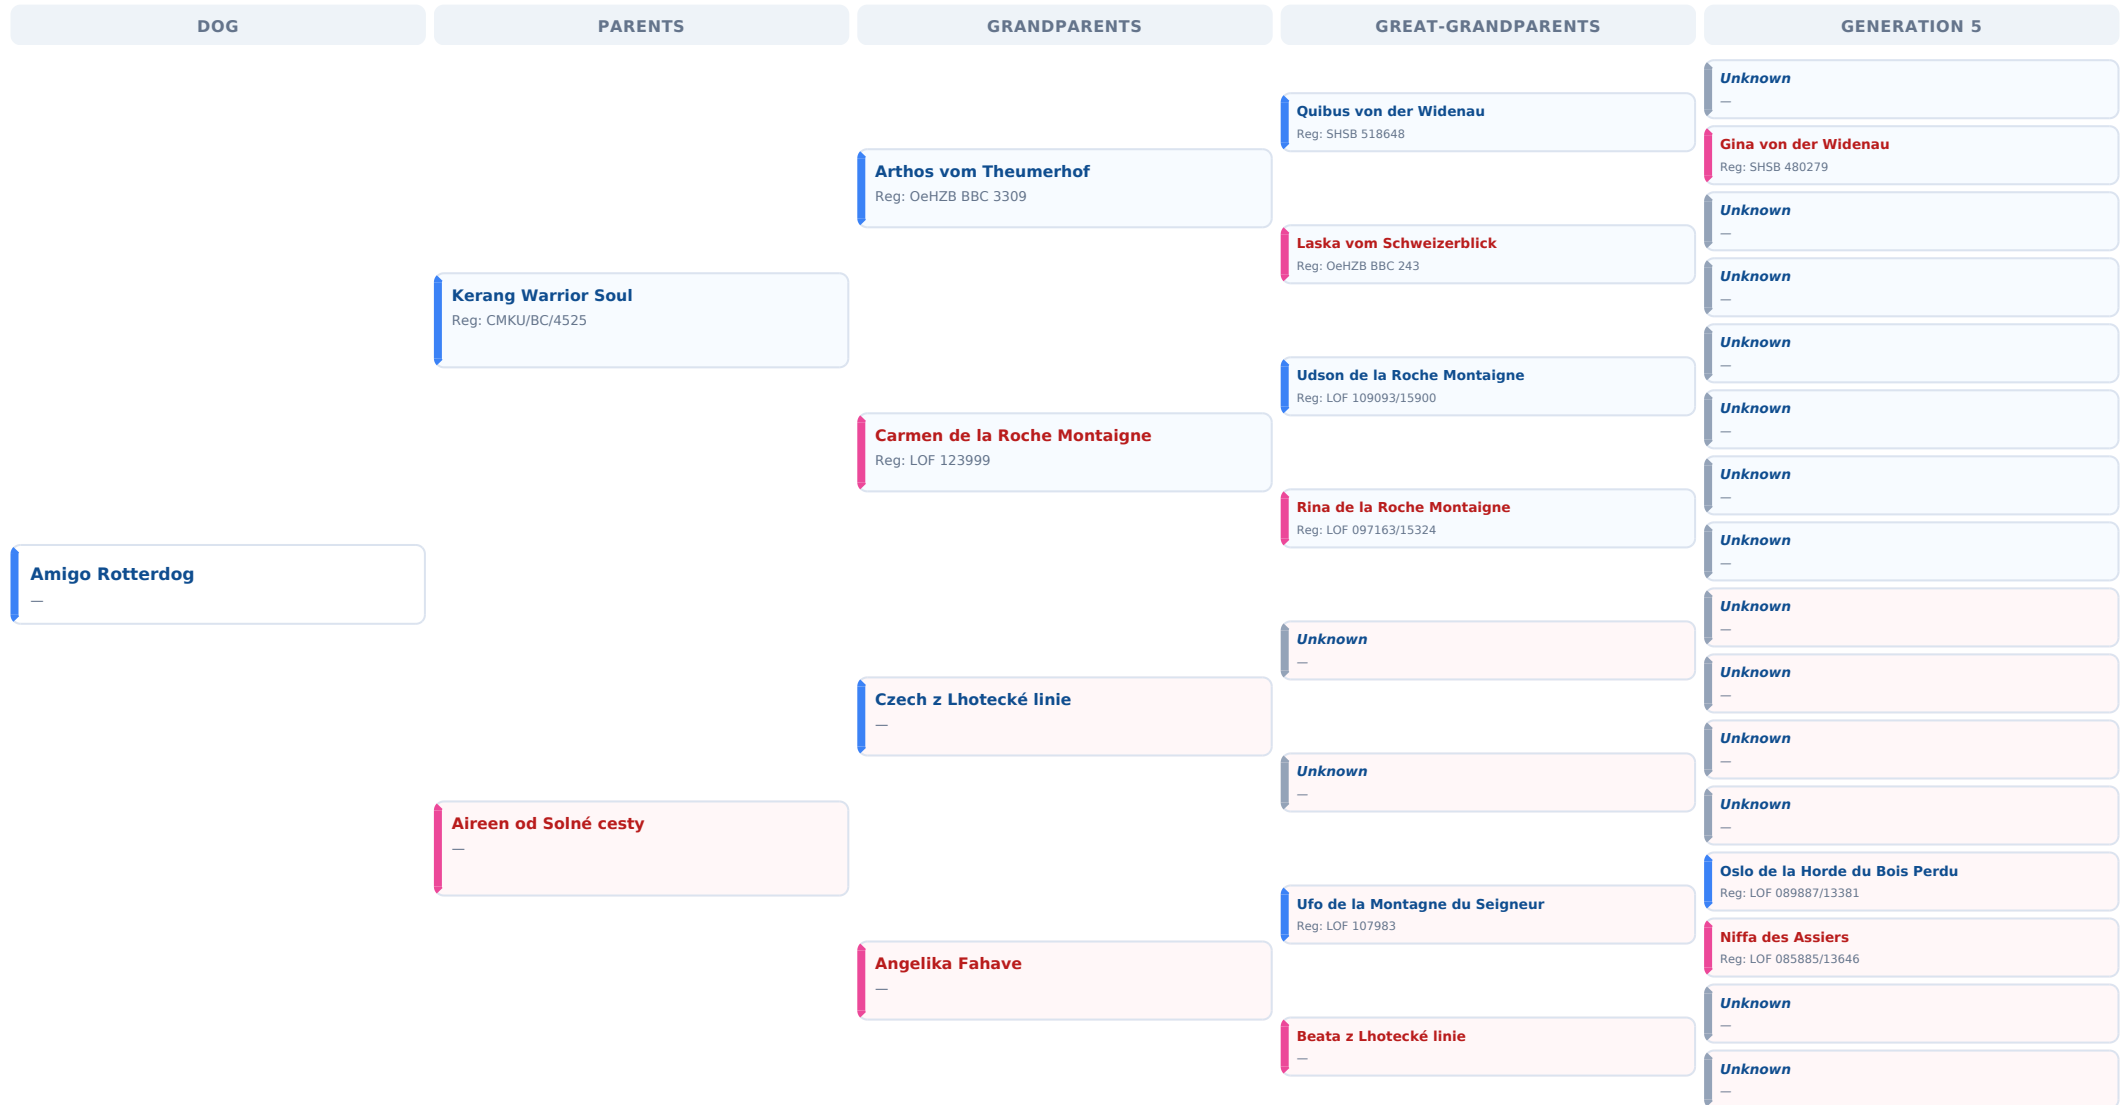 DOG
PARENTS
GRANDPARENTS
GREAT-GRANDPARENTS
GENERATION 5
Amigo Rotterdog
—
Kerang Warrior Soul
Reg: CMKU/BC/4525
Aireen od Solné cesty
—
Arthos vom Theumerhof
Reg: OeHZB BBC 3309
Carmen de la Roche Montaigne
Reg: LOF 123999
Czech z Lhotecké linie
—
Angelika Fahave
—
Quibus von der Widenau
Reg: SHSB 518648
Laska vom Schweizerblick
Reg: OeHZB BBC 243
Udson de la Roche Montaigne
Reg: LOF 109093/15900
Rina de la Roche Montaigne
Reg: LOF 097163/15324
Unknown
—
Unknown
—
Ufo de la Montagne du Seigneur
Reg: LOF 107983
Beata z Lhotecké linie
—
Unknown
—
Gina von der Widenau
Reg: SHSB 480279
Unknown
—
Unknown
—
Unknown
—
Unknown
—
Unknown
—
Unknown
—
Unknown
—
Unknown
—
Unknown
—
Unknown
—
Oslo de la Horde du Bois Perdu
Reg: LOF 089887/13381
Niffa des Assiers
Reg: LOF 085885/13646
Unknown
—
Unknown
—